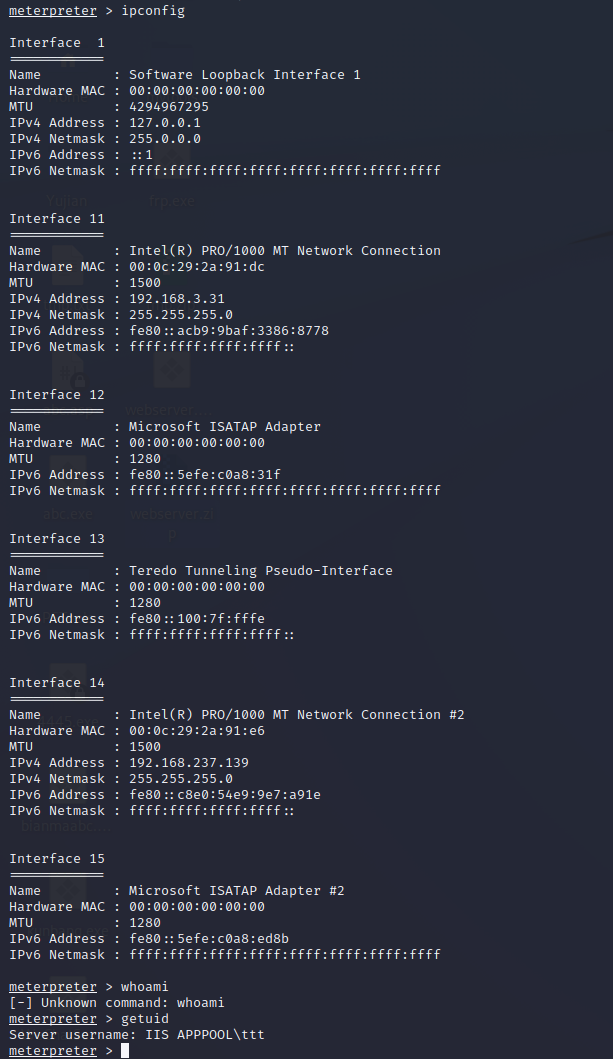 meterpreter > ipconfig
Interface  1
============
Name         : Software Loopback Interface 1
Hardware MAC : 00:00:00:00:00:00
MTU          : 4294967295
IPv4 Address : 127.0.0.1
IPv4 Netmask : 255.0.0.0
IPv6 Address : ::1
IPv6 Netmask : ffff:ffff:ffff:ffff:ffff:ffff:ffff:ffff
Interface 11
============
Name         : Intel(R) PRO/1000 MT Network Connection
Hardware MAC : 00:0c:29:2a:91:dc
MTU          : 1500
IPv4 Address : 192.168.3.31
IPv4 Netmask : 255.255.255.0
IPv6 Address : fe80::acb9:9baf:3386:8778
IPv6 Netmask : ffff:ffff:ffff:ffff::
Interface 12
============
Name         : Microsoft ISATAP Adapter
Hardware MAC : 00:00:00:00:00:00
MTU          : 1280
IPv6 Address : fe80::5efe:c0a8:31f
IPv6 Netmask : ffff:ffff:ffff:ffff:ffff:ffff:ffff:ffff
Interface 13
============
Name         : Teredo Tunneling Pseudo-Interface
Hardware MAC : 00:00:00:00:00:00
MTU          : 1280
IPv6 Address : fe80::100:7f:fffe
IPv6 Netmask : ffff:ffff:ffff:ffff::
Interface 14
============
Name         : Intel(R) PRO/1000 MT Network Connection #2
Hardware MAC : 00:0c:29:2a:91:e6
MTU          : 1500
IPv4 Address : 192.168.237.139
IPv4 Netmask : 255.255.255.0
IPv6 Address : fe80::c8e0:54e9:9e7:a91e
IPv6 Netmask : ffff:ffff:ffff:ffff::
Interface 15
============
Name         : Microsoft ISATAP Adapter #2
Hardware MAC : 00:00:00:00:00:00
MTU          : 1280
IPv6 Address : fe80::5efe:c0a8:ed8b
IPv6 Netmask : ffff:ffff:ffff:ffff:ffff:ffff:ffff:ffff
meterpreter > whoami
[-] Unknown command: whoami
meterpreter > getuid
Server username: IIS APPPOOL\ttt
meterpreter >